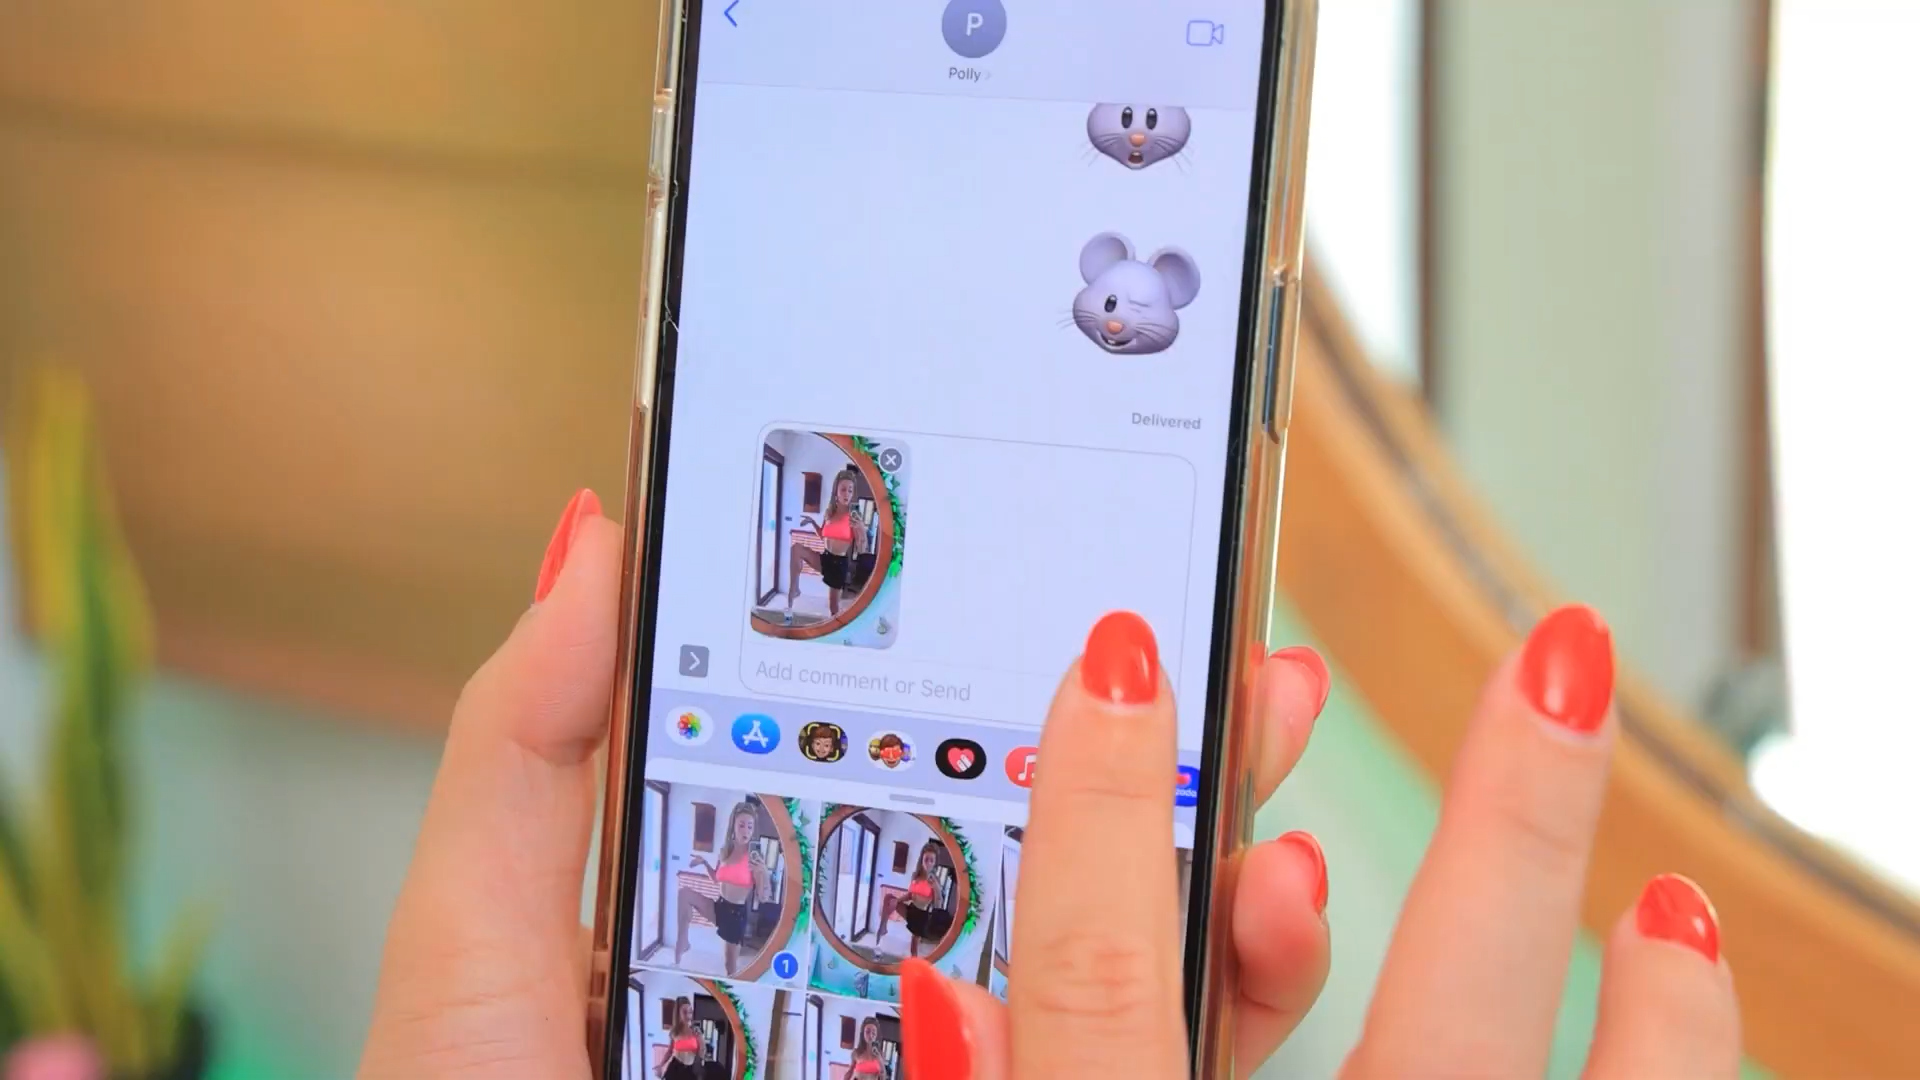 P
Polly
Delivered
Add comment or Send
1